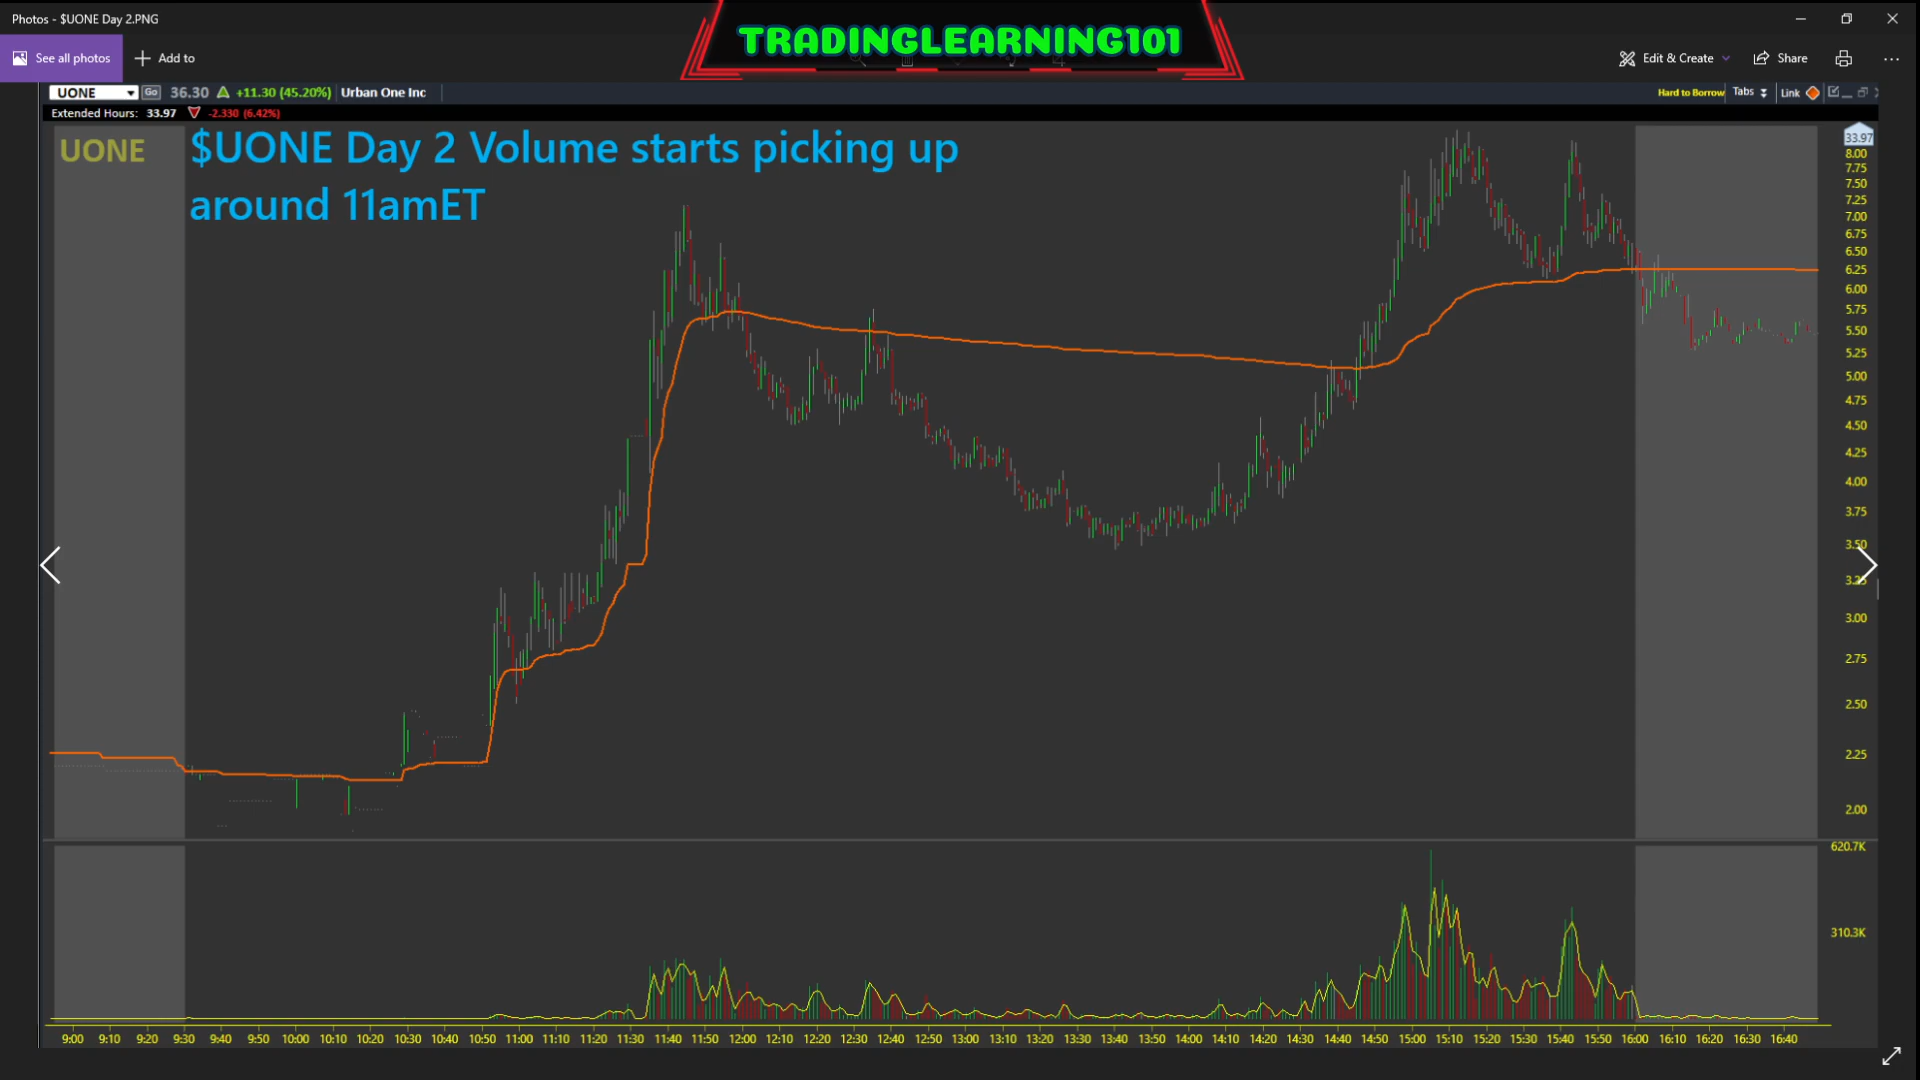 Photos - $UONE Day 2.PNG
TRADINGLEARNING101
See all photos
Add to
Edit & Create
Share
UONE Go 36.30 +11.30 (45.20%) Urban One Inc
Hard to Borrow Tabs Link
Extended Hours: 33.97 -2.330 (6.42%)
UONE
$UONE Day 2 Volume starts picking up
around 11amET
33.97
8.00
7.75
7.50
7.25
7.00
6.75
6.50
6.25
6.00
5.75
5.50
5.25
5.00
4.75
4.50
4.25
4.00
3.75
3.50
3.25
3.00
2.75
2.50
2.25
2.00
620.7K
310.3K
9:00 9:10 9:20 9:30 9:40 9:50 10:00 10:10 10:20 10:30 10:40 10:50 11:00 11:10 11:20 11:30 11:40 11:50 12:00 12:10 12:20 12:30 12:40 12:50 13:00 13:10 13:20 13:30 13:40 13:50 14:00 14:10 14:20 14:30 14:40 14:50 15:00 15:10 15:20 15:30 15:40 15:50 16:00 16:10 16:20 16:30 16:40